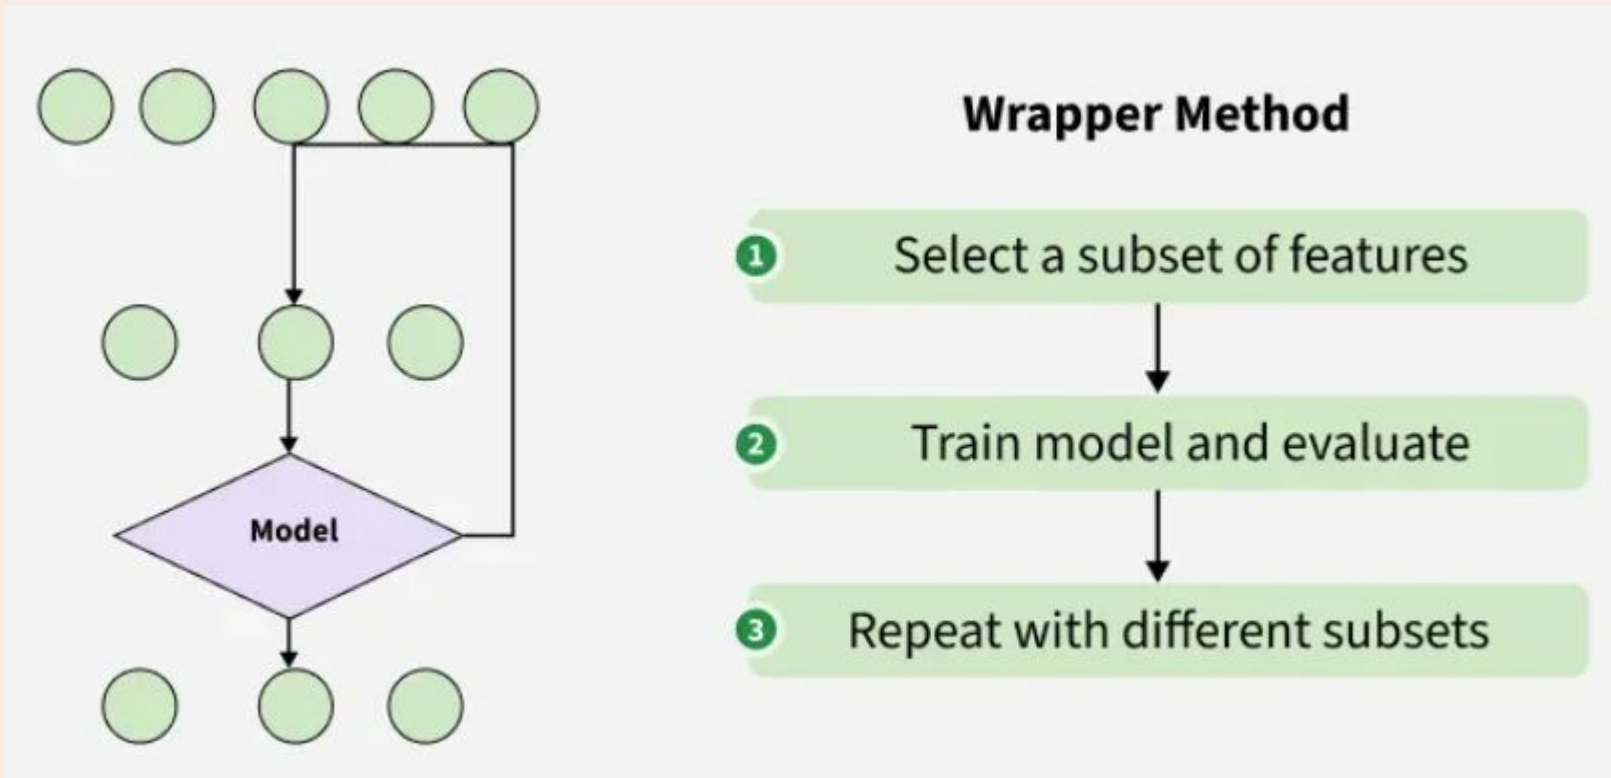 Wrapper Method
1 Select a subset of features
2 Train model and evaluate
3 Repeat with different subsets
Model